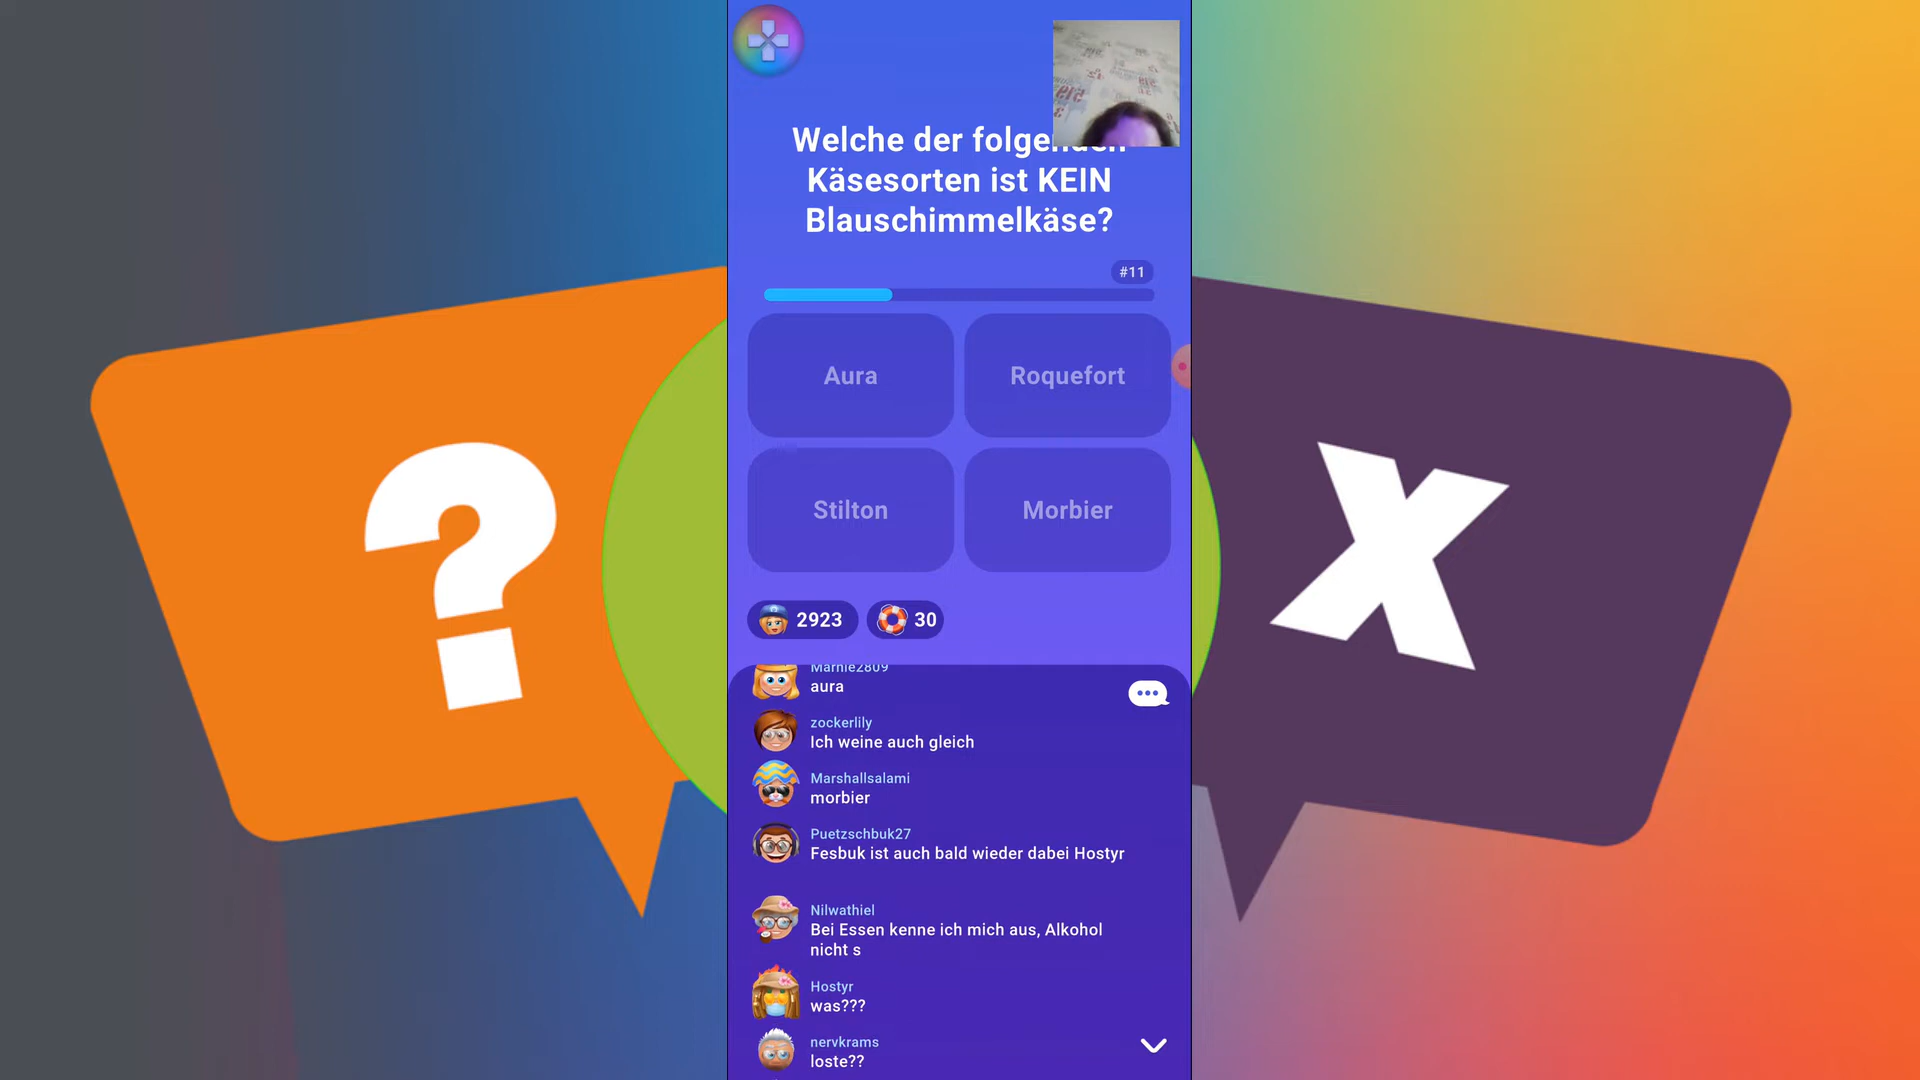 Welche der folgenden
Käsesorten ist KEIN
Blauschimmelkäse?
#11
Aura
Roquefort
Stilton
Morbier
2923
30
Marnie2809
aura
zockerlily
Ich weine auch gleich
Marshallsalami
morbier
Puetzschbuk27
Fesbuk ist auch bald wieder dabei Hostyr
Nilwathiel
Bei Essen kenne ich mich aus, Alkohol
nicht s
Hostyr
was???
nervkrams
loste??
?
X